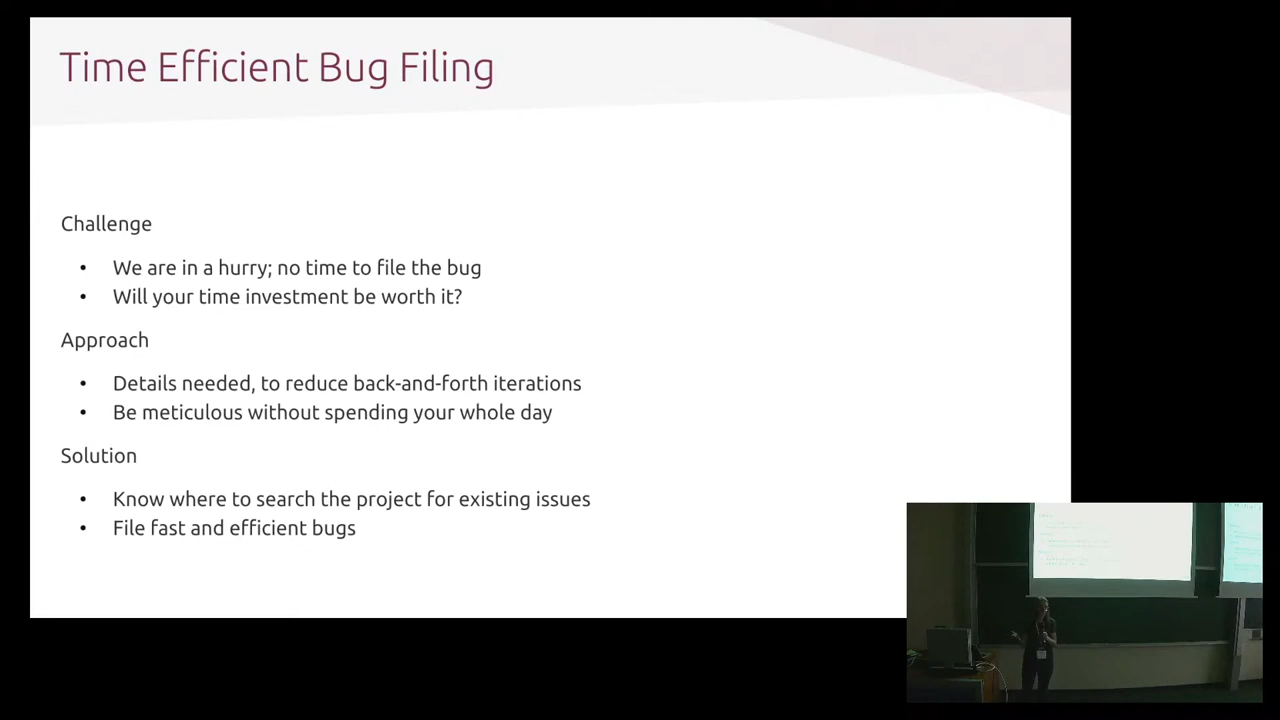 Time Efficient Bug Filing
Challenge
• We are in a hurry; no time to file the bug
• Will your time investment be worth it?
Approach
• Details needed, to reduce back-and-forth iterations
• Be meticulous without spending your whole day
Solution
• Know where to search the project for existing issues
• File fast and efficient bugs